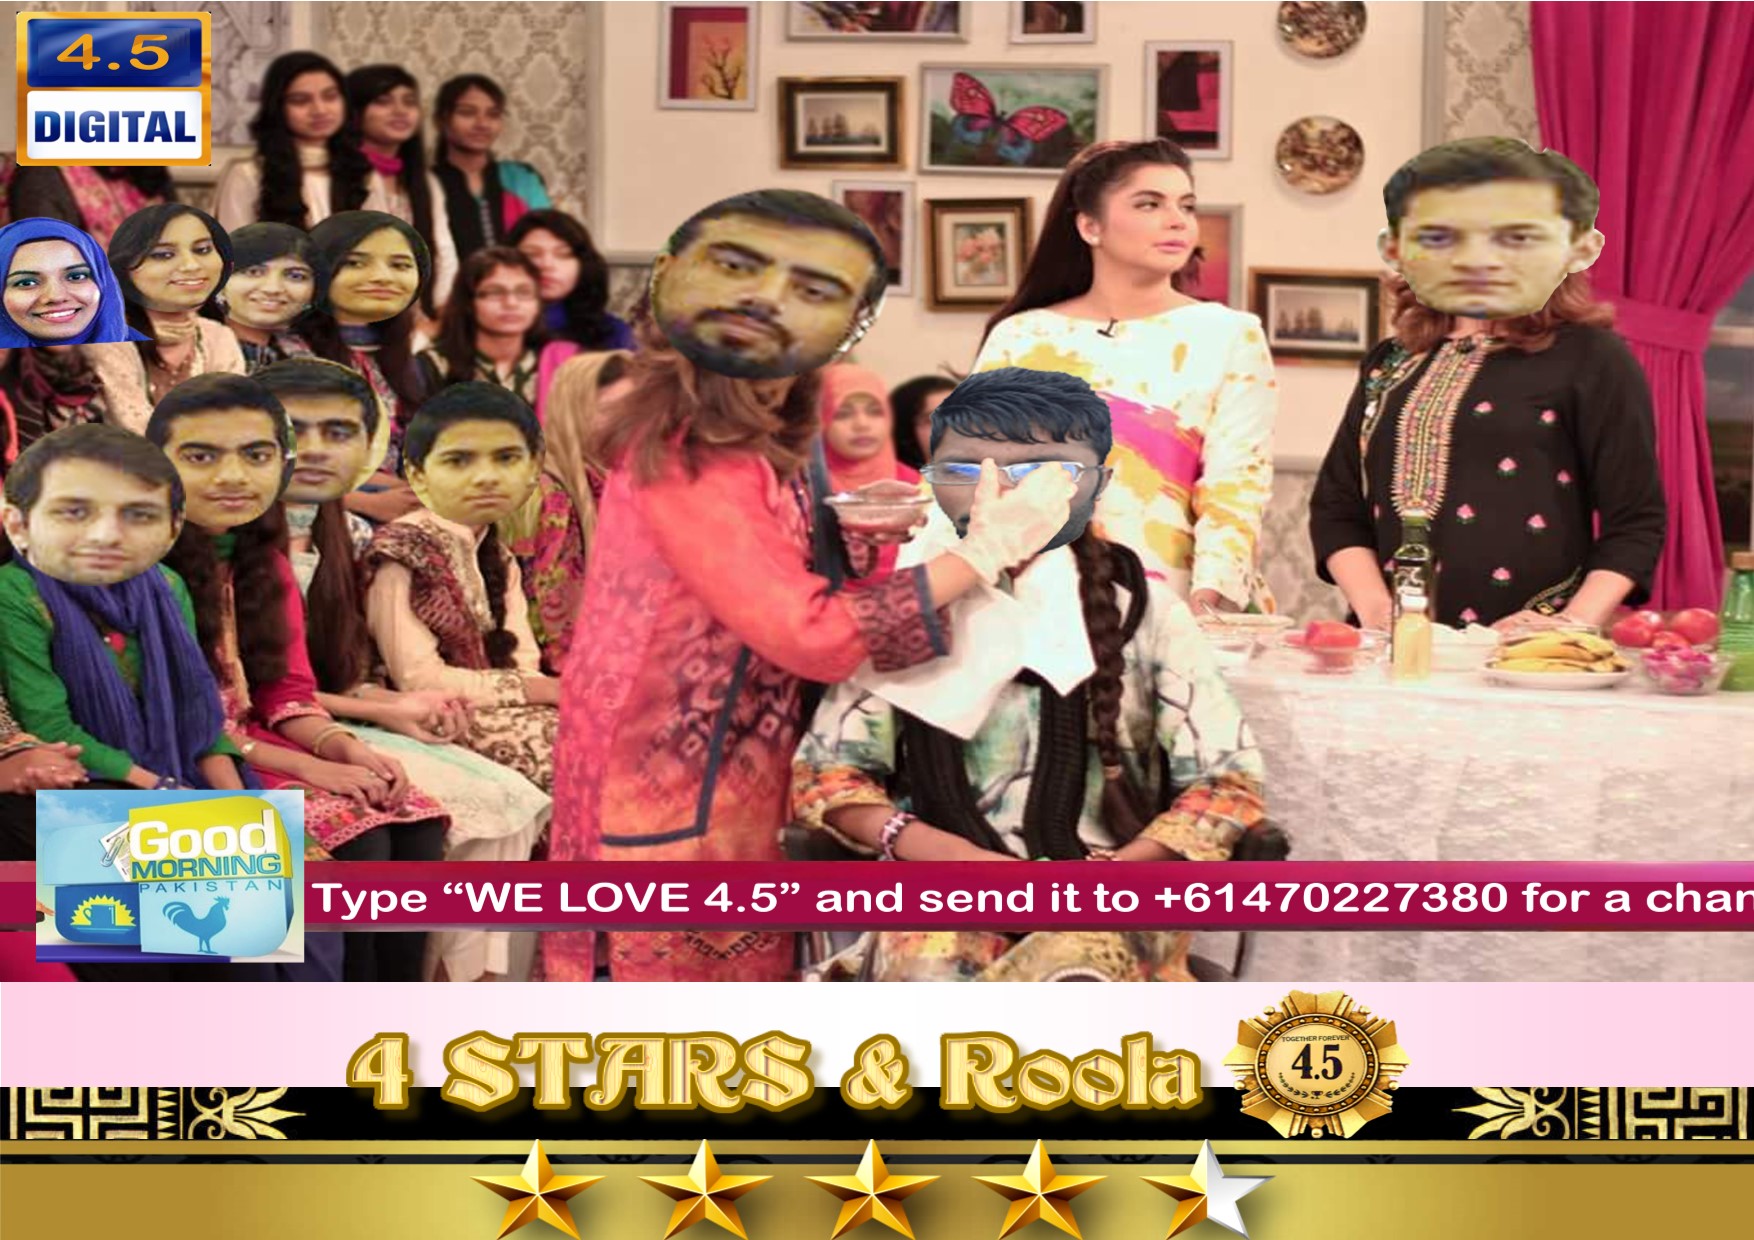 4.5
DIGITAL
Good
MORNING
PAKISTAN
Type “WE LOVE 4.5” and send it to +61470227380 for a chan
4 STARS & Roola
TOGETHER FOREVER
4.5